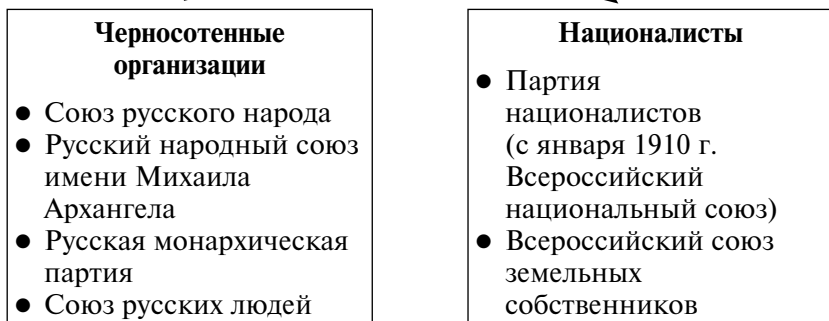 Черносотенные
организации
● Союз русского народа
● Русский народный союз
имени Михаила
Архангела
● Русская монархическая
партия
● Союз русских людей
Националисты
● Партия
националистов
(с января 1910 г.
Всероссийский
национальный союз)
● Всероссийский союз
земельных
собственников